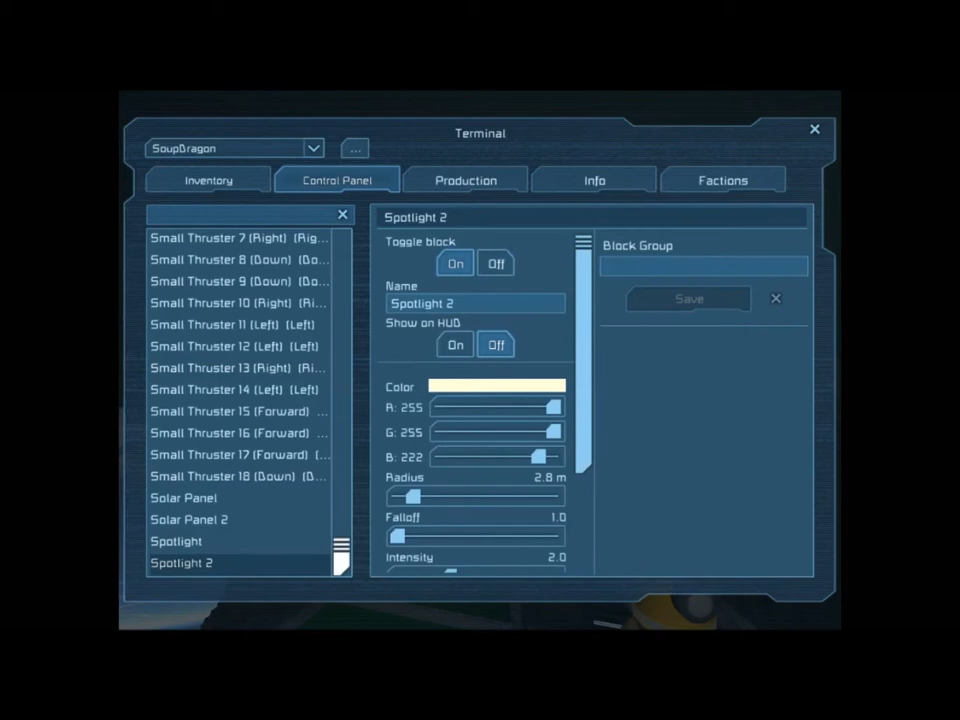 Terminal
SoupDragon
...
Inventory
Control Panel
Production
Info
Factions
Small Thruster 7 (Right) (Rig...
Small Thruster 8 (Down) (Do...
Small Thruster 9 (Down) (Do...
Small Thruster 10 (Right) (Ri...
Small Thruster 11 (Left) (Left)
Small Thruster 12 (Left) (Left)
Small Thruster 13 (Right) (Ri...
Small Thruster 14 (Left) (Left)
Small Thruster 15 (Forward) ...
Small Thruster 16 (Forward) ...
Small Thruster 17 (Forward) (...
Small Thruster 18 (Down) (D...
Solar Panel
Solar Panel 2
Spotlight
Spotlight 2
Spotlight 2
Toggle block
On Off
Name
Spotlight 2
Show on HUD
On Off
Color
R: 255
G: 255
B: 222
Radius 2.8 m
Falloff 1.0
Intensity 2.0
Block Group
Save